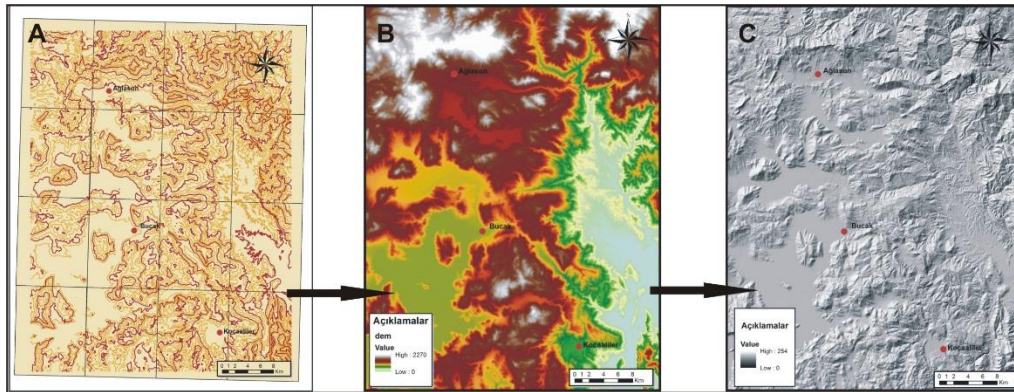 A
Ağlasun
Bucak
Kocaaliler
0 1 2 4 6 8
Km
B
Ağlasun
Bucak
Kocaaliler
Açıklamalar
dem
Value
High : 2270
Low : 0
0 1 2 4 6 8
Km
C
Ağlasun
Bucak
Kocaaliler
Açıklamalar
Value
High : 254
Low : 0
0 1 2 4 6 8
Km